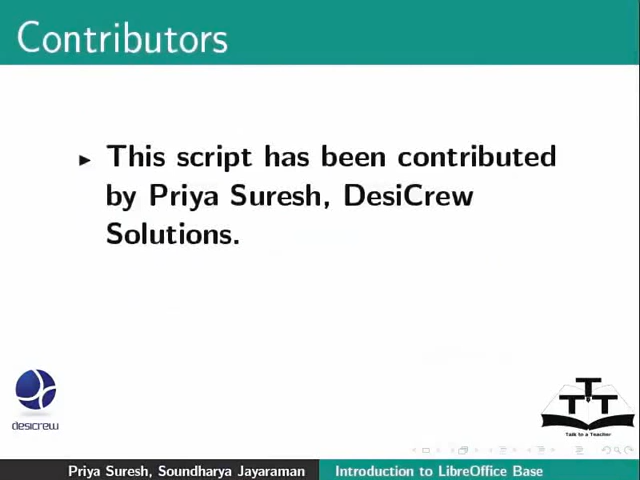 Contributors
This script has been contributed
by Priya Suresh, DesiCrew
Solutions.
desicrew
T
TTT
Talk to a Teacher
Priya Suresh, Soundharya Jayaraman
Introduction to LibreOffice Base